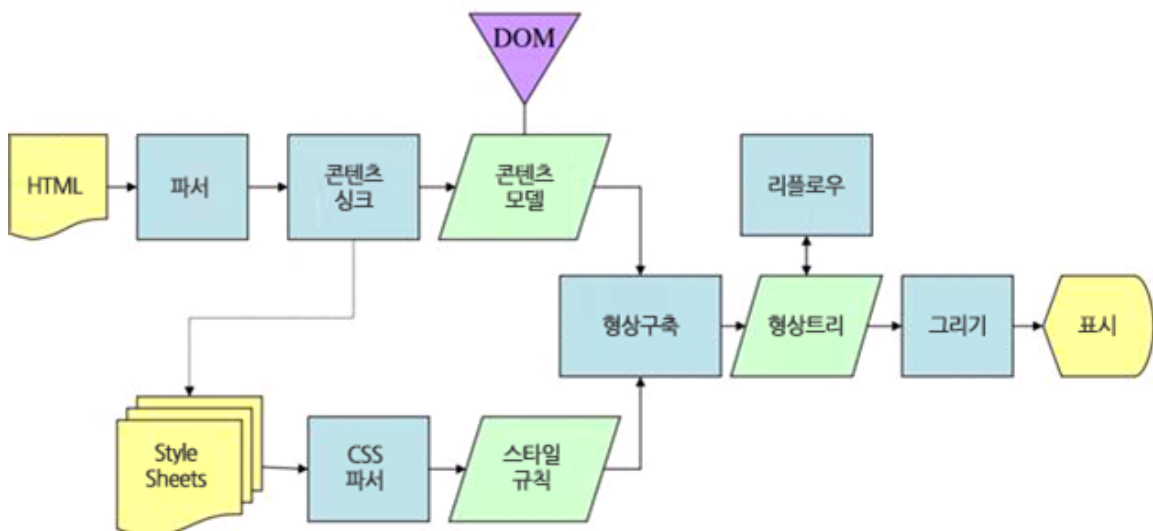 DOM
HTML
파서
콘텐츠
싱크
콘텐츠
모델
리플로우
형상구축
형상트리
그리기
표시
Style
Sheets
CSS
파서
스타일
규칙